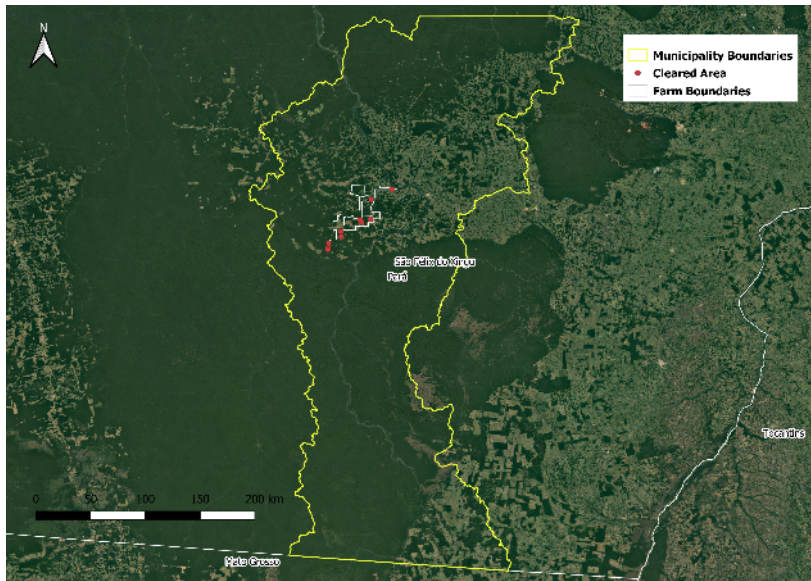 N
Municipality Boundaries
Cleared Area
Farm Boundaries
São Félix do Xingu
Pará
Tocantins
0 50 100 150 200 km
Mato Grosso